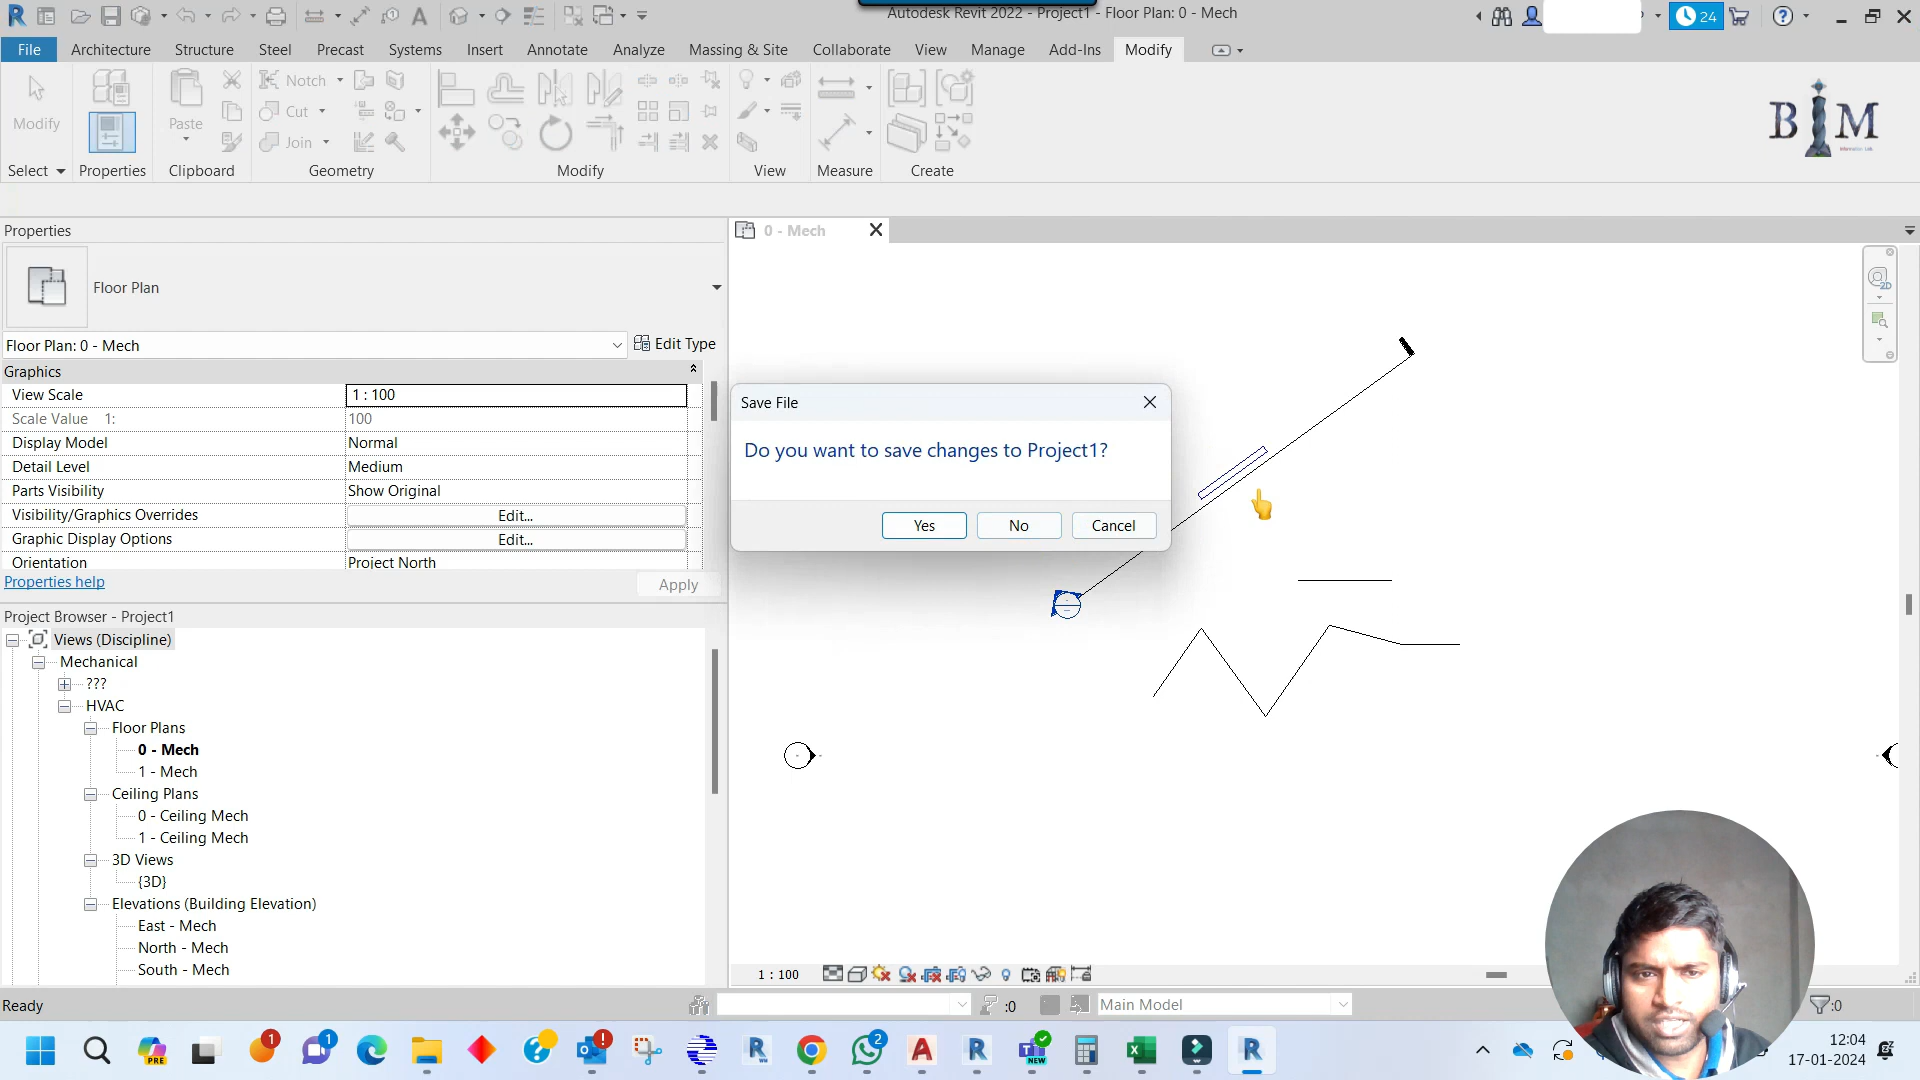 Autodesk Revit 2022 - Project1 - Floor Plan: 0 - Mech
24
File Architecture Structure Steel Precast Systems Insert Annotate Analyze Massing & Site Collaborate View Manage Add-Ins Modify
Modify
Paste
Notch
Cut
Join
Select Properties Clipboard Geometry Modify View Measure Create
BIM
Properties
0 - Mech
Floor Plan
Floor Plan: 0 - Mech
Edit Type
Graphics
View Scale 1 : 100
Scale Value 1: 100
Display Model Normal
Detail Level Medium
Parts Visibility Show Original
Visibility/Graphics Overrides Edit...
Graphic Display Options Edit...
Orientation Project North
Properties help
Apply
Save File
Do you want to save changes to Project1?
Yes No Cancel
2D
Project Browser - Project1
Views (Discipline)
Mechanical
???
HVAC
Floor Plans
0 - Mech
1 - Mech
Ceiling Plans
0 - Ceiling Mech
1 - Ceiling Mech
3D Views
{3D}
Elevations (Building Elevation)
East - Mech
North - Mech
South - Mech
1 : 100
Ready
:0
Main Model
:0
PRE
1
1
2
NEW
12:04
17-01-2024